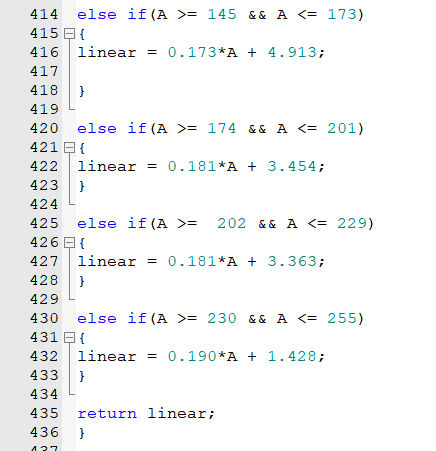 414 else if(A >= 145 && A <= 173)
415 {
416 linear = 0.173*A + 4.913;
417
418 }
419
420 else if(A >= 174 && A <= 201)
421 {
422 linear = 0.181*A + 3.454;
423 }
424
425 else if(A >=  202 && A <= 229)
426 {
427 linear = 0.181*A + 3.363;
428 }
429
430 else if(A >= 230 && A <= 255)
431 {
432 linear = 0.190*A + 1.428;
433 }
434
435 return linear;
436 }